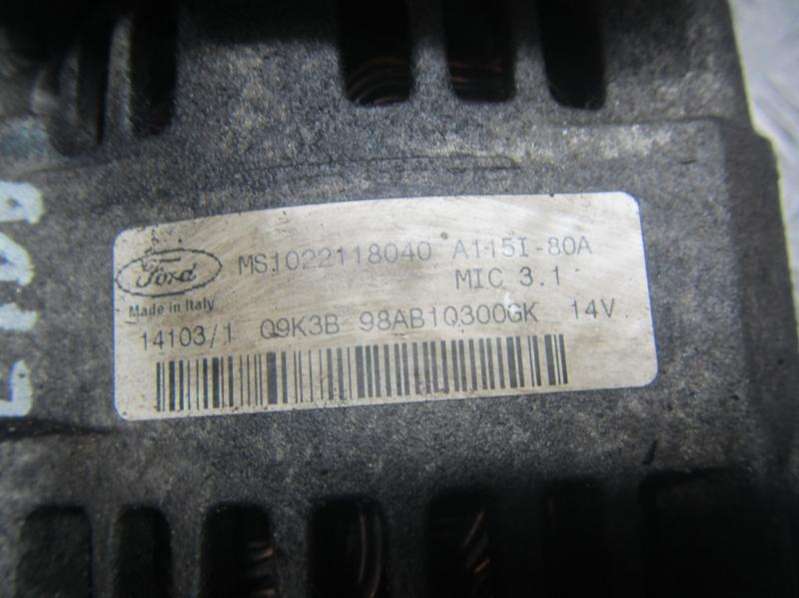 Ford MS1022118040 A115I-80A
MIC 3.1
Made in Italy
14103/1 Q9K3B 98AB10300GK 14V